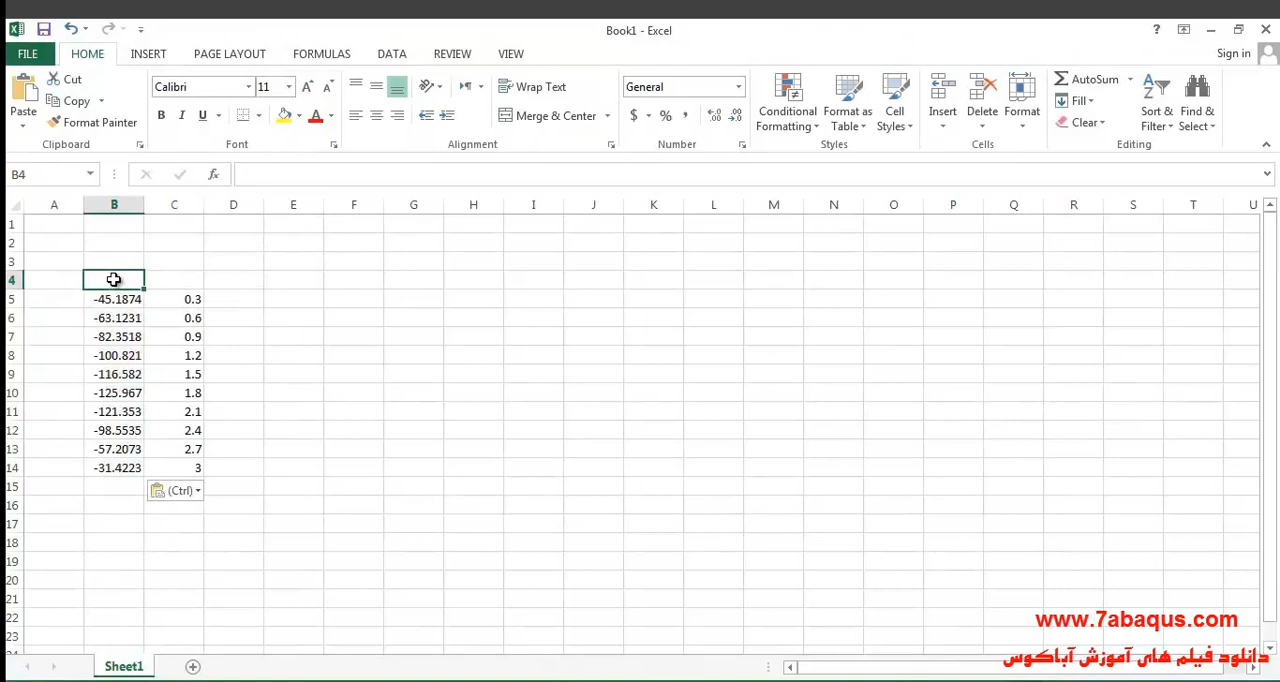 Book1 - Excel
? 
Sign in
FILE HOME INSERT PAGE LAYOUT FORMULAS DATA REVIEW VIEW
Paste
Cut
Copy
Format Painter
Clipboard
Calibri 11
B I U A
Font
Wrap Text
Merge & Center
Alignment
General
$ % ,
Number
Conditional
Formatting
Format as
Table
Cell
Styles
Styles
Insert
Delete
Format
Cells
AutoSum
Fill
Clear
Sort &
Filter
Find &
Select
Editing
B4 fx
A B C D E F G H I J K L M N O P Q R S T U
1
2
3
4
5 -45.1874 0.3
6 -63.1231 0.6
7 -82.3518 0.9
8 -100.821 1.2
9 -116.582 1.5
10 -125.967 1.8
11 -121.353 2.1
12 -98.5535 2.4
13 -57.2073 2.7
14 -31.4223 3
15 (Ctrl)
16
17
18
19
20
21
22
23
Sheet1
www.7abaqus.com
دانلود فیلم های آموزش آباکوس